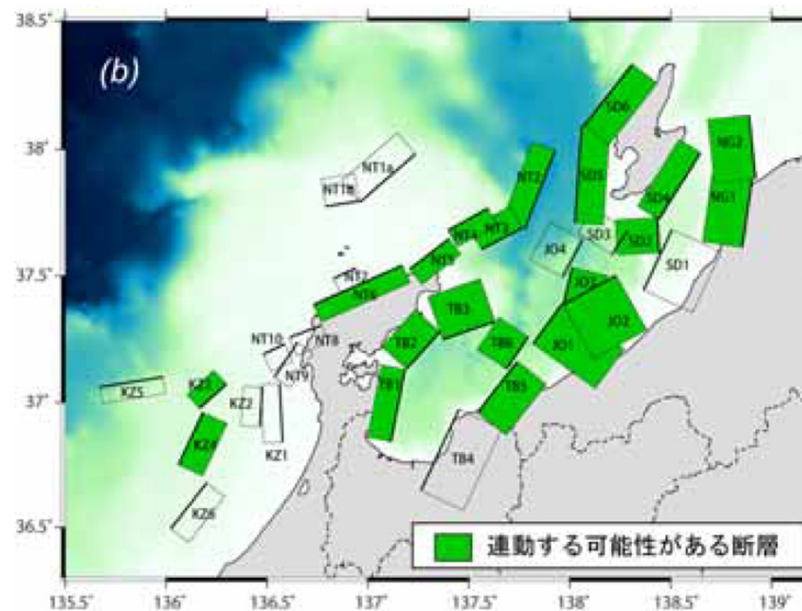 38.5°
(b)
38°
37.5°
37°
36.5°
135.5°
136°
136.5°
137°
137.5°
138°
138.5°
139°
SD6
NG2
NT1a
NT1b
NT2
SD5
SD4
NG1
NT3
NT4
SD3
SD2
JO4
NT5
SD1
NT7
NT6
JO3
TB3
JO2
NT8
TB2
TB6
JO1
NT10
NT9
TB1
TB5
KZ5
KZ3
KZ2
KZ4
KZ1
TB4
KZ6
連動する可能性がある断層